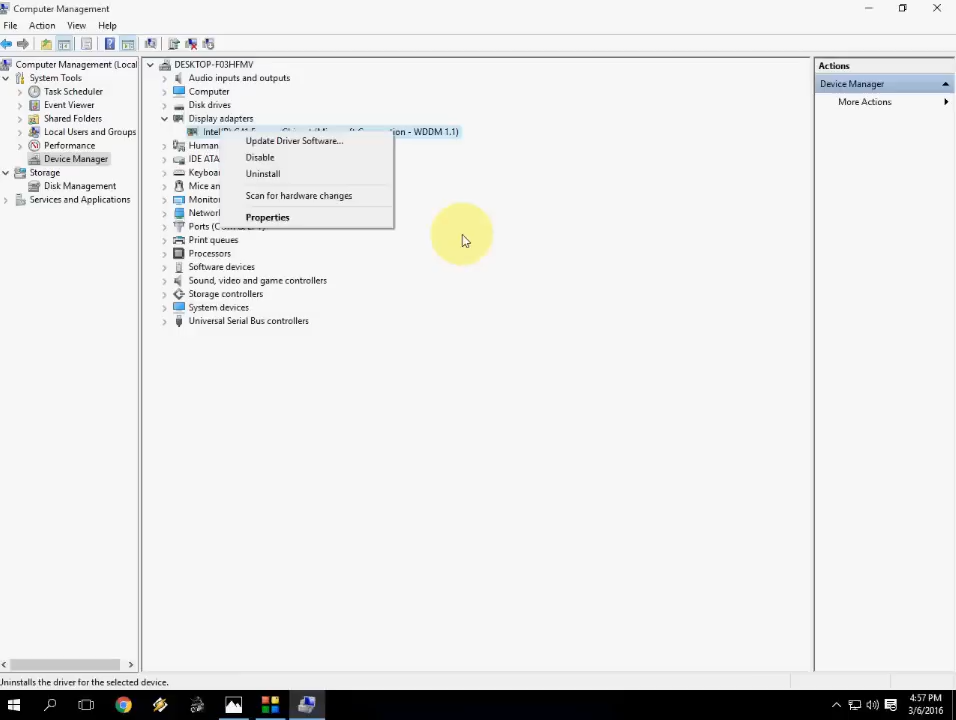 Computer Management
File Action View Help
Computer Management (Local
System Tools
Task Scheduler
Event Viewer
Shared Folders
Local Users and Groups
Performance
Device Manager
Storage
Disk Management
Services and Applications
DESKTOP-F03HFMV
Audio inputs and outputs
Computer
Disk drives
Display adapters
- WDDM 1.1)
Human
IDE ATA
Keyboa
Mice an
Monito
Network
Ports (C
Print queues
Processors
Software devices
Sound, video and game controllers
Storage controllers
System devices
Universal Serial Bus controllers
Update Driver Software...
Disable
Uninstall
Scan for hardware changes
Properties
Actions
Device Manager
More Actions
Uninstalls the driver for the selected device.
4:57 PM
3/6/2016